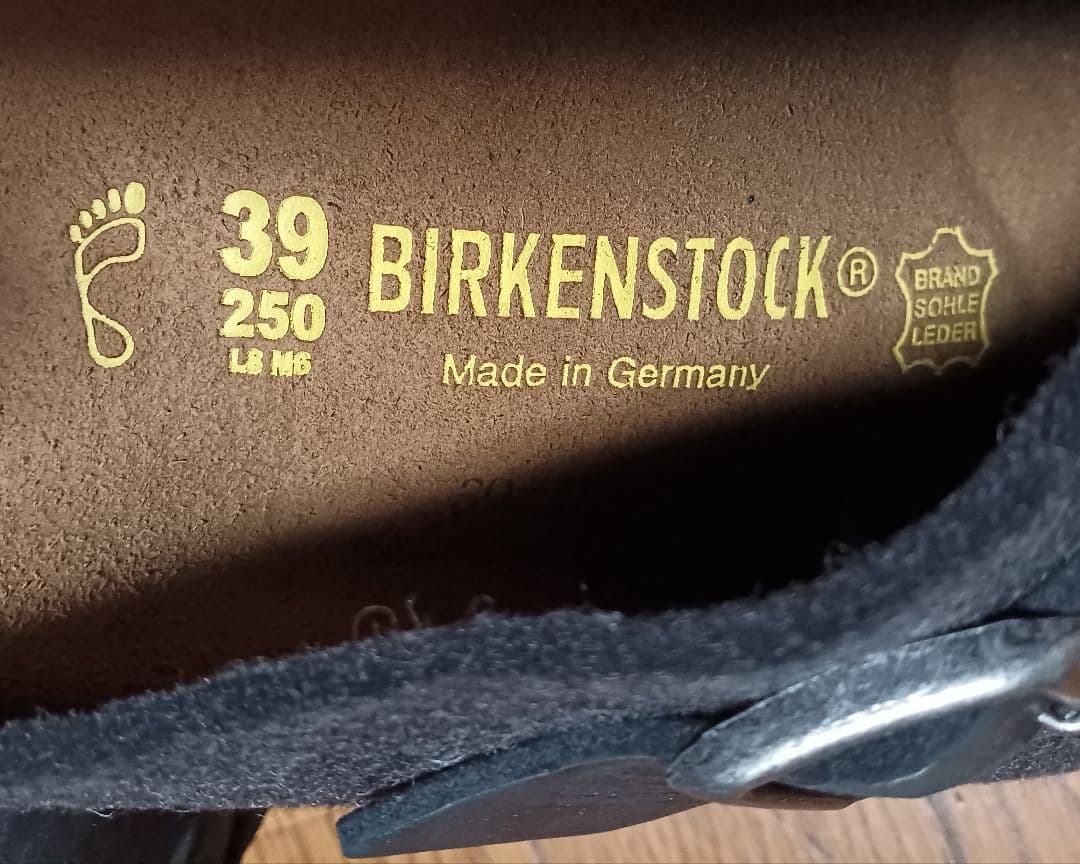 39
250
L8 M6
BIRKENSTOCK®
Made in Germany
BRAND
SOHLE
LEDER